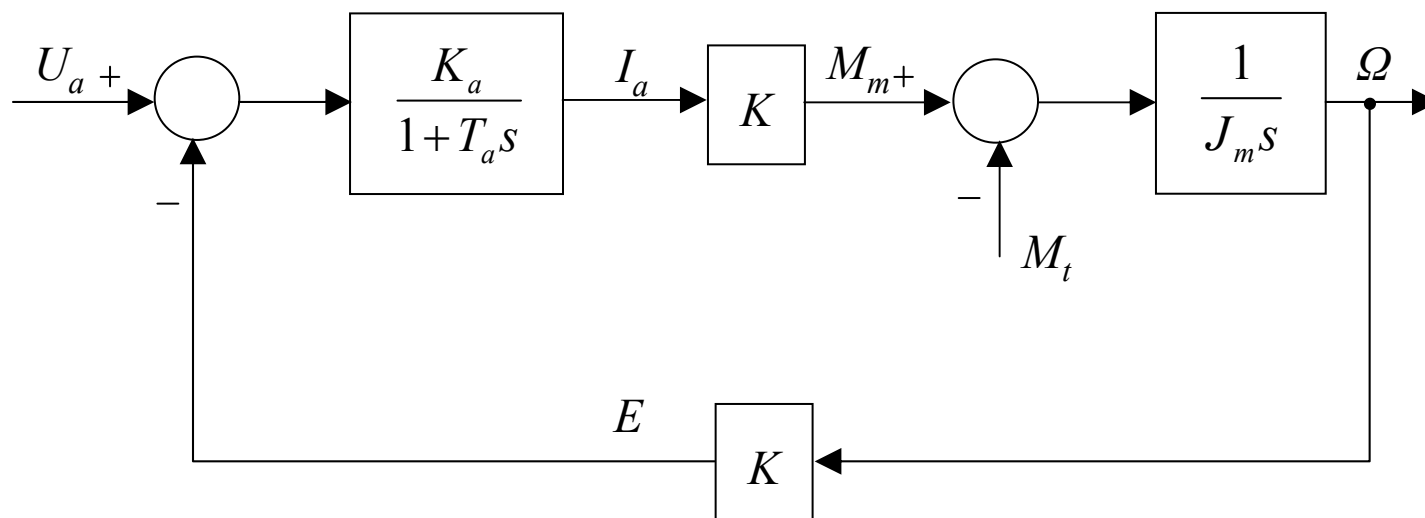 U_a + K_a / (1 + T_a s) I_a K M_m + 1 / (J_m s) Ω
− −
M_t
E K